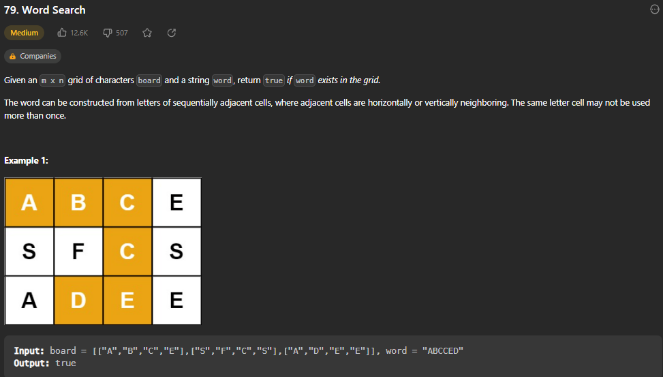 79. Word Search
Medium 12.6K 507
Companies
Given an m x n grid of characters board and a string word, return true if word exists in the grid.
The word can be constructed from letters of sequentially adjacent cells, where adjacent cells are horizontally or vertically neighboring. The same letter cell may not be used
more than once.
Example 1:
A B C E
S F C S
A D E E
Input: board = [["A","B","C","E"],["S","F","C","S"],["A","D","E","E"]], word = "ABCCED"
Output: true